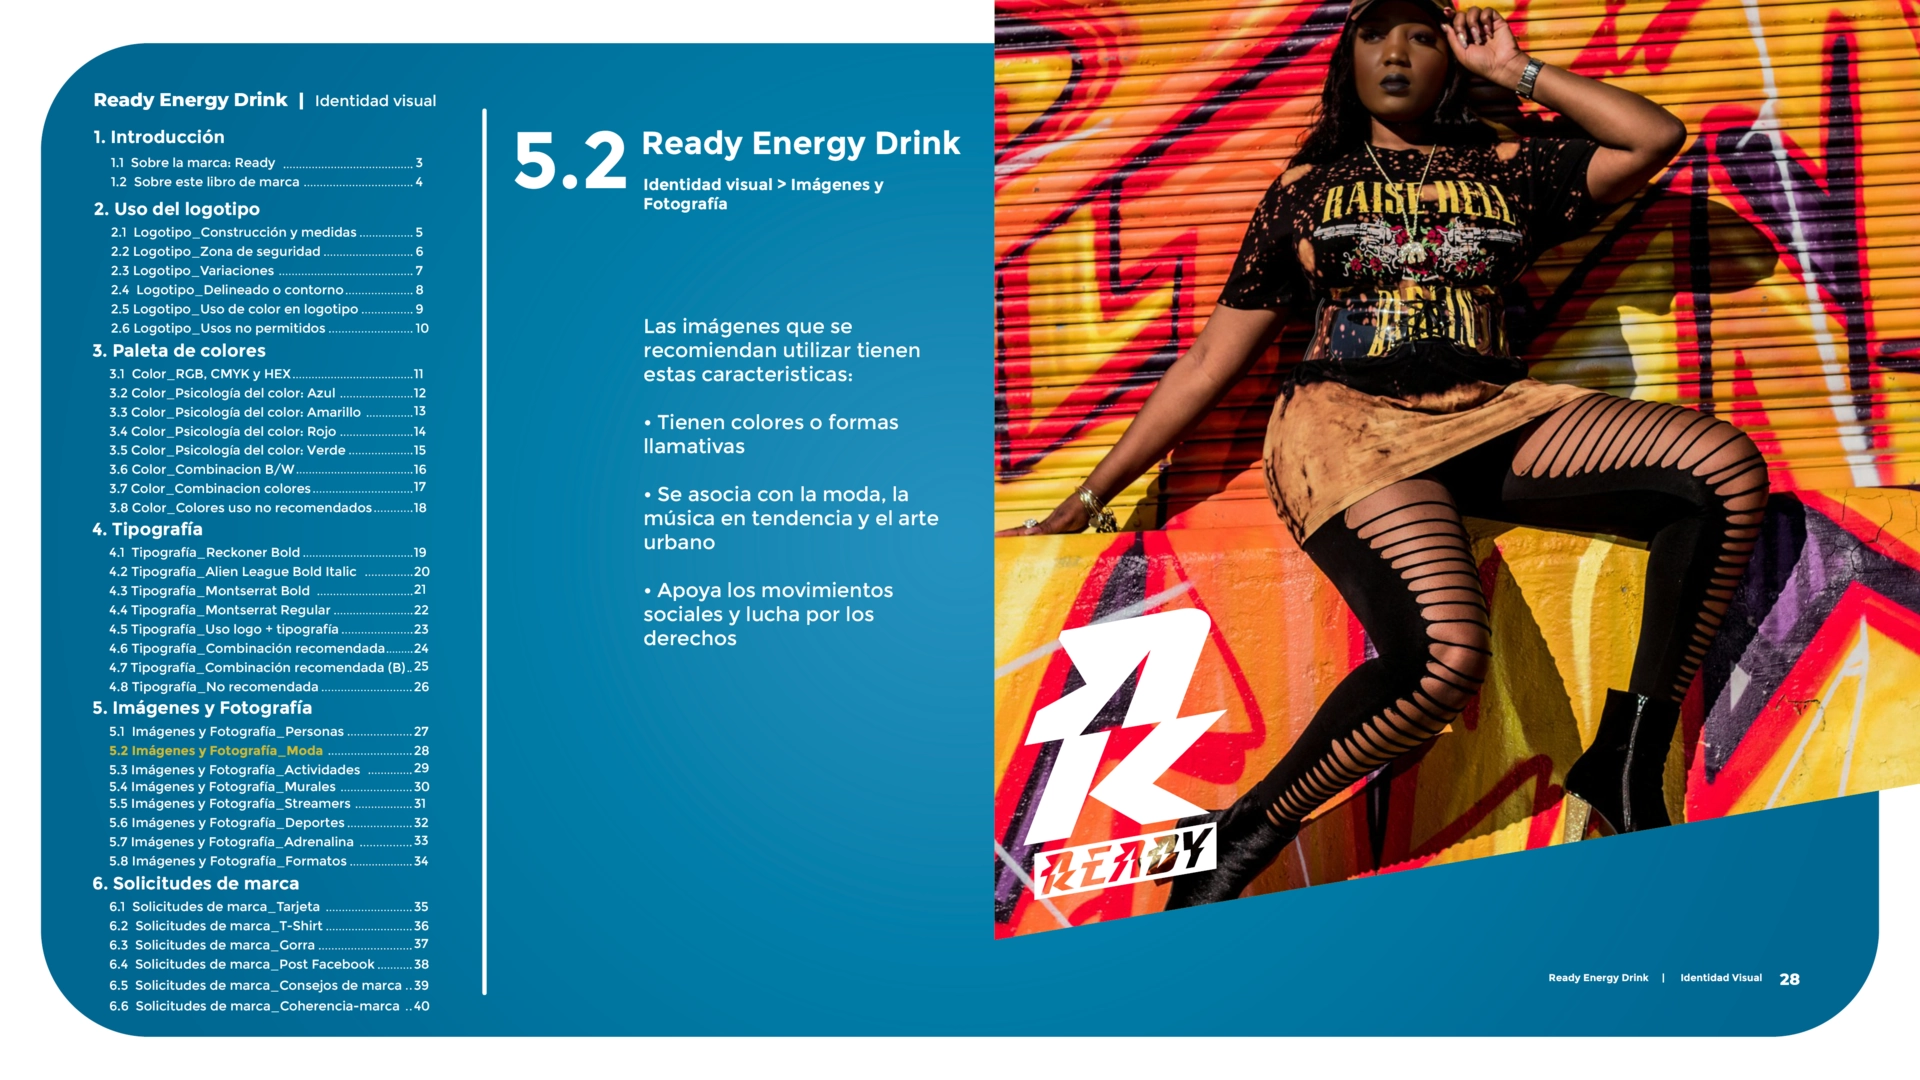 Ready Energy Drink | Identidad visual
1. Introducción
1.1 Sobre la marca: Ready ................................ 3
1.2 Sobre este libro de marca ........................... 4
2. Uso del logotipo
2.1 Logotipo_Construcción y medidas ............. 5
2.2 Logotipo_Zona de seguridad ...................... 6
2.3 Logotipo_Variaciones ................................. 7
2.4 Logotipo_Delineado o contorno ................. 8
2.5 Logotipo_Uso de color en logotipo ............. 9
2.6 Logotipo_Usos no permitidos ..................... 10
3. Paleta de colores
3.1 Color_RGB, CMYK y HEX ............................. 11
3.2 Color_Psicología del color: Azul .................. 12
3.3 Color_Psicología del color: Amarillo ........... 13
3.4 Color_Psicología del color: Rojo .................. 14
3.5 Color_Psicología del color: Verde ................ 15
3.6 Color_Combinacion B/W ............................. 16
3.7 Color_Combinacion colores ........................ 17
3.8 Color_Colores uso no recomendados .......... 18
4. Tipografía
4.1 Tipografía_Reckoner Bold ........................... 19
4.2 Tipografía_Alien League Bold Italic ............ 20
4.3 Tipografía_Montserrat Bold ....................... 21
4.4 Tipografía_Montserrat Regular ................... 22
4.5 Tipografía_Uso logo + tipografía ................. 23
4.6 Tipografía_Combinación recomendada ....... 24
4.7 Tipografía_Combinación recomendada (B) .. 25
4.8 Tipografía_No recomendada ...................... 26
5. Imágenes y Fotografía
5.1 Imágenes y Fotografía_Personas ................ 27
5.2 Imágenes y Fotografía_Moda .................... 28
5.3 Imágenes y Fotografía_Actividades ........... 29
5.4 Imágenes y Fotografía_Murales .................. 30
5.5 Imágenes y Fotografía_Streamers .............. 31
5.6 Imágenes y Fotografía_Deportes ................ 32
5.7 Imágenes y Fotografía_Adrenalina ............. 33
5.8 Imágenes y Fotografía_Formatos ............... 34
6. Solicitudes de marca
6.1 Solicitudes de marca_Tarjeta ..................... 35
6.2 Solicitudes de marca_T-Shirt ..................... 36
6.3 Solicitudes de marca_Gorra ....................... 37
6.4 Solicitudes de marca_Post Facebook ......... 38
6.5 Solicitudes de marca_Consejos de marca .. 39
6.6 Solicitudes de marca_Coherencia-marca .. 40
5.2 Ready Energy Drink
Identidad visual > Imágenes y
Fotografía
Las imágenes que se
recomiendan utilizar tienen
estas caracteristicas:
• Tienen colores o formas
llamativas
• Se asocia con la moda, la
música en tendencia y el arte
urbano
• Apoya los movimientos
sociales y lucha por los
derechos
RAISE HELL
R
READY
Ready Energy Drink | Identidad Visual 28